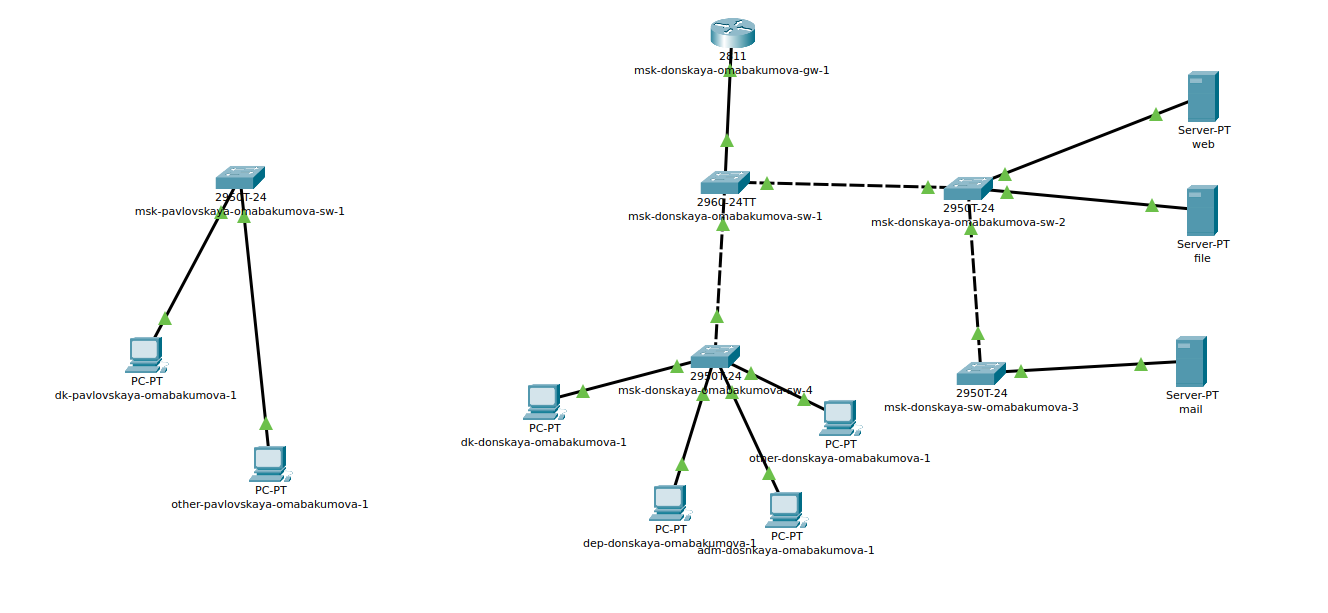 2811
msk-donskaya-omabakumova-gw-1
Server-PT
web
2950T-24
msk-pavlovskaya-omabakumova-sw-1
2960-24TT
msk-donskaya-omabakumova-sw-1
2950T-24
msk-donskaya-omabakumova-sw-2
Server-PT
file
PC-PT
dk-pavlovskaya-omabakumova-1
2950T-24
msk-donskaya-omabakumova-sw-4
2950T-24
msk-donskaya-sw-omabakumova-3
Server-PT
mail
PC-PT
dk-donskaya-omabakumova-1
PC-PT
other-donskaya-omabakumova-1
PC-PT
other-pavlovskaya-omabakumova-1
PC-PT
dep-donskaya-omabakumova-1
PC-PT
adm-dosnkaya-omabakumova-1